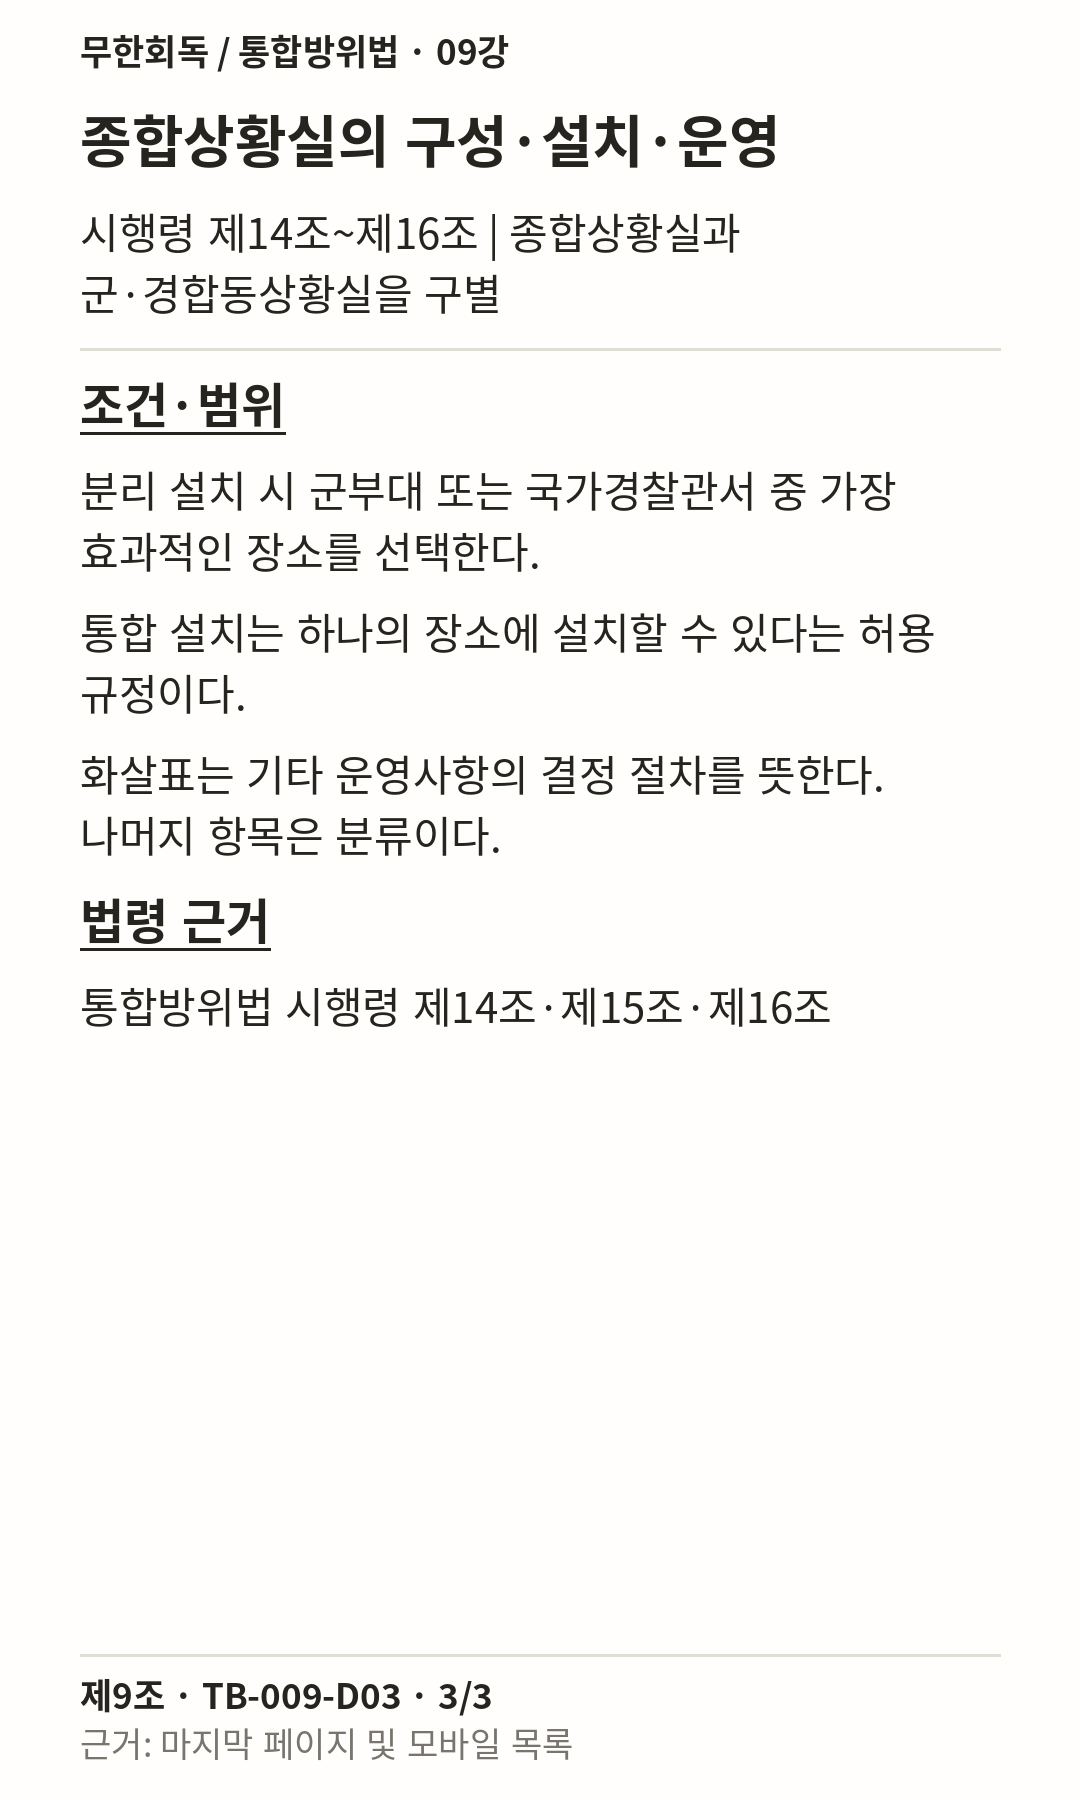 무한회독 / 통합방위법 · 09강
종합상황실의 구성·설치·운영
시행령 제14조~제16조 | 종합상황실과
군·경합동상황실을 구별
조건·범위
분리 설치 시 군부대 또는 국가경찰관서 중 가장
효과적인 장소를 선택한다.
통합 설치는 하나의 장소에 설치할 수 있다는 허용
규정이다.
화살표는 기타 운영사항의 결정 절차를 뜻한다.
나머지 항목은 분류이다.
법령 근거
통합방위법 시행령 제14조·제15조·제16조
제9조 · TB-009-D03 · 3/3
근거: 마지막 페이지 및 모바일 목록